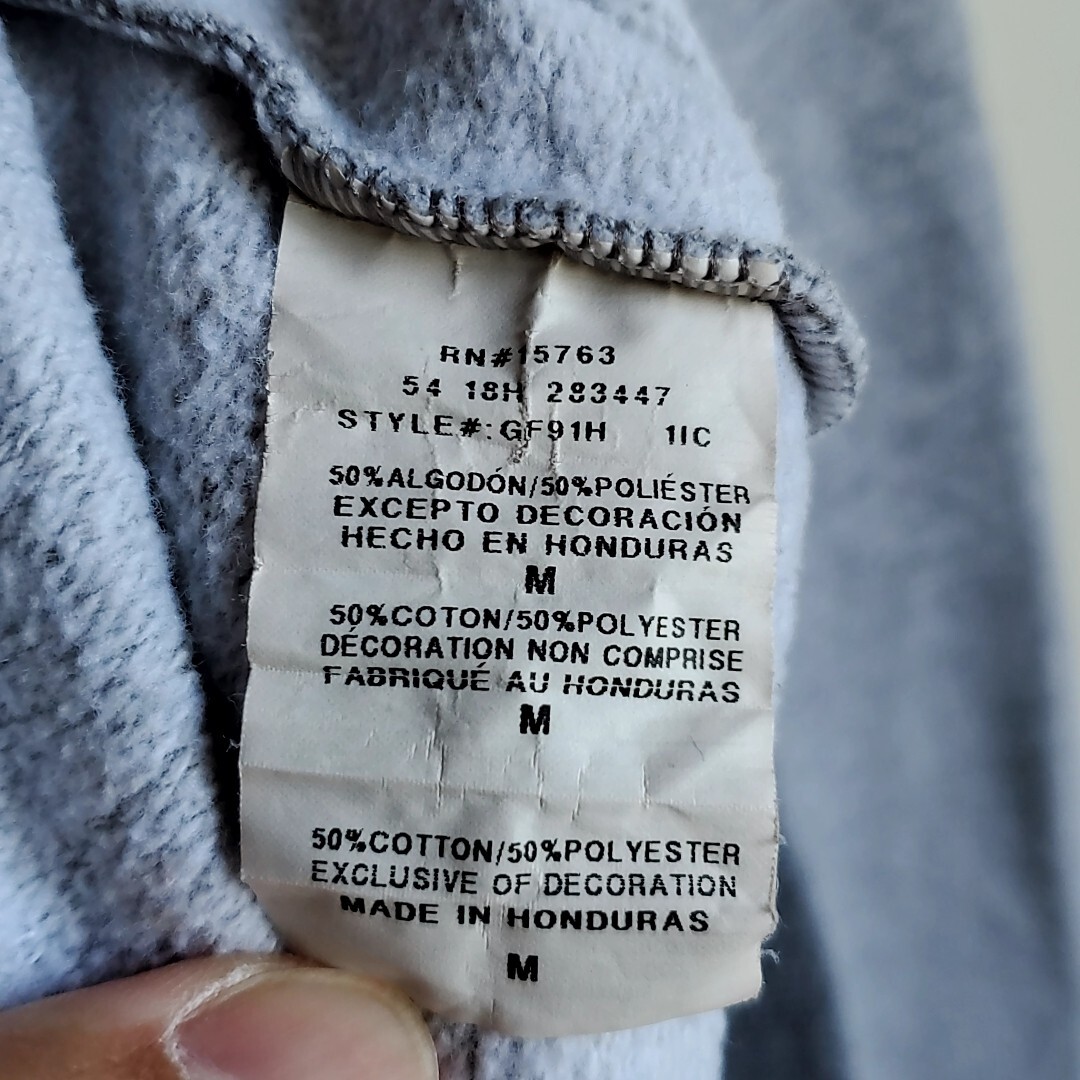 RN#15763
54 18H 283447
STYLE#:GF91H 1IC
50%ALGODÓN/50%POLIÉSTER
EXCEPTO DECORACIÓN
HECHO EN HONDURAS
M
50%COTON/50%POLYESTER
DÉCORATION NON COMPRISE
FABRIQUÉ AU HONDURAS
M
50%COTTON/50%POLYESTER
EXCLUSIVE OF DECORATION
MADE IN HONDURAS
M